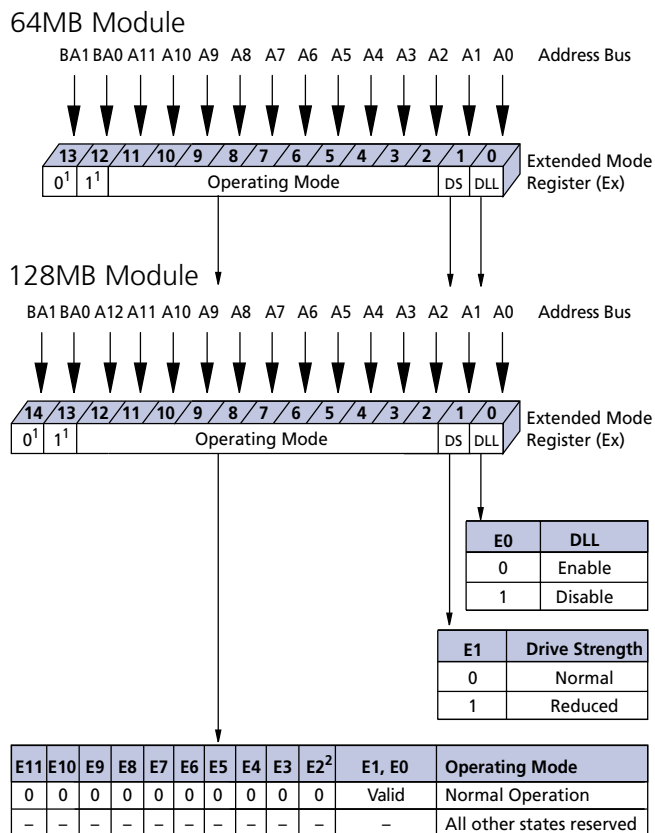 64MB Module
BA1 BA0 A11 A10 A9 A8 A7 A6 A5 A4 A3 A2 A1 A0 Address Bus
13 12 11 10 9 8 7 6 5 4 3 2 1 0
Extended Mode
0¹ 1¹ Operating Mode DS DLL Register (Ex)
128MB Module
BA1 BA0 A12 A11 A10 A9 A8 A7 A6 A5 A4 A3 A2 A1 A0 Address Bus
14 13 12 11 10 9 8 7 6 5 4 3 2 1 0
Extended Mode
0¹ 1¹ Operating Mode DS DLL Register (Ex)
E0 DLL
0 Enable
1 Disable
E1 Drive Strength
0 Normal
1 Reduced
E11 E10 E9 E8 E7 E6 E5 E4 E3 E2² E1, E0 Operating Mode
0 0 0 0 0 0 0 0 0 0 Valid Normal Operation
– – – – – – – – – – – All other states reserved